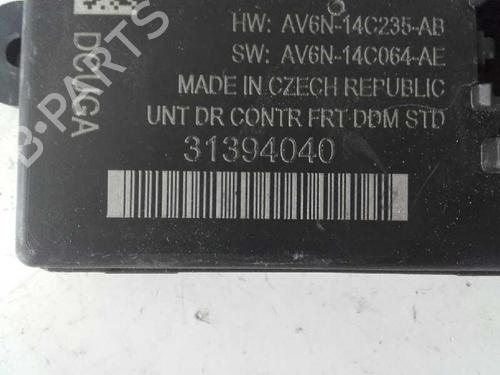 HW: AV6N-14C235-AB
SW: AV6N-14C064-AE
MADE IN CZECH REPUBLIC
UNT DR CONTR FRT DDM STD
31394040
DCUGA
B-PARTS